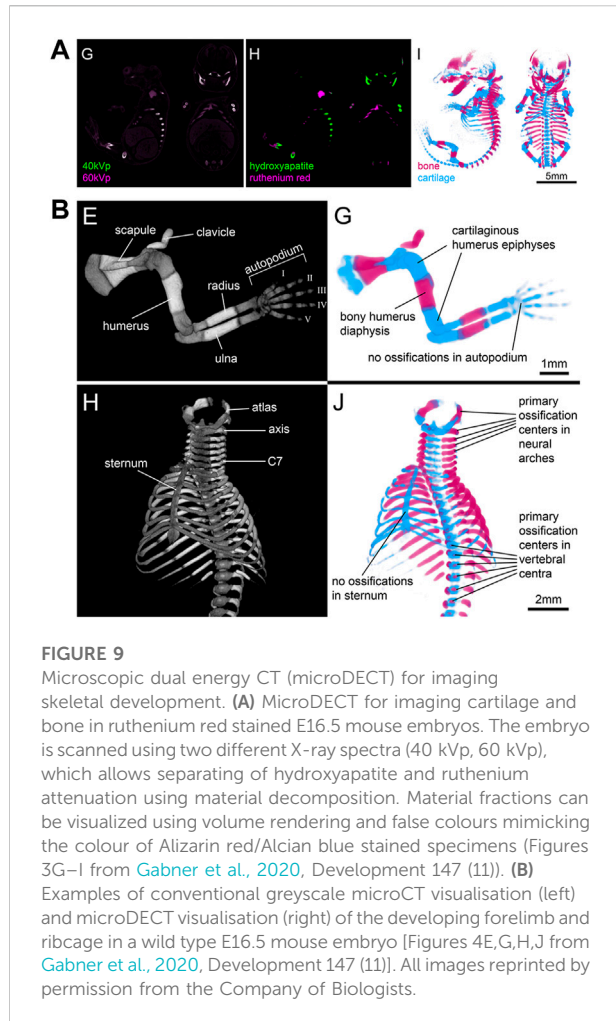 A
G
H
I
40kVp
60kVp
hydroxyapatite
ruthenium red
bone
cartilage
5mm
B
E
scapule
clavicle
autopodium
I
II
III
IV
V
radius
humerus
ulna
G
cartilaginous
humerus epiphyses
bony humerus
diaphysis
no ossifications in autopodium
1mm
H
atlas
axis
sternum
C7
J
primary
ossification
centers in
neural
arches
primary
ossification
centers in
vertebral
centra
no ossifications
in sternum
2mm
FIGURE 9
Microscopic dual energy CT (microDECT) for imaging
skeletal development. (A) MicroDECT for imaging cartilage and
bone in ruthenium red stained E16.5 mouse embryos. The embryo
is scanned using two different X-ray spectra (40 kVp, 60 kVp),
which allows separating of hydroxyapatite and ruthenium
attenuation using material decomposition. Material fractions can
be visualized using volume rendering and false colours mimicking
the colour of Alizarin red/Alcian blue stained specimens (Figures
3G–I from Gabner et al., 2020, Development 147 (11)). (B)
Examples of conventional greyscale microCT visualisation (left)
and microDECT visualisation (right) of the developing forelimb and
ribcage in a wild type E16.5 mouse embryo [Figures 4E,G,H,J from
Gabner et al., 2020, Development 147 (11)]. All images reprinted by
permission from the Company of Biologists.